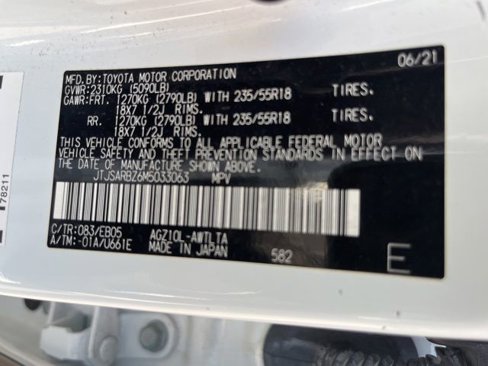 MFD. BY: TOYOTA MOTOR CORPORATION 06/21
GVWR: 2310KG (5090LB)
GAWR: FRT. 1270KG (2790LB) WITH 235/55R18 TIRES.
18X7 1/2J RIMS.
RR. 1270KG (2790LB) WITH 235/55R18 TIRES.
18X7 1/2J RIMS.
THIS VEHICLE CONFORMS TO ALL APPLICABLE FEDERAL MOTOR
VEHICLE SAFETY AND BUMPER STANDARDS IN EFFECT ON
THE DATE OF MANUFACTURE SHOWN ABOVE.
JTJSARBZ6M5033063 MPV
C/TR: 083/EB05 AGZ10L-AWTLTA
A/TM: -01A/U661E MADE IN JAPAN 582 E
78211